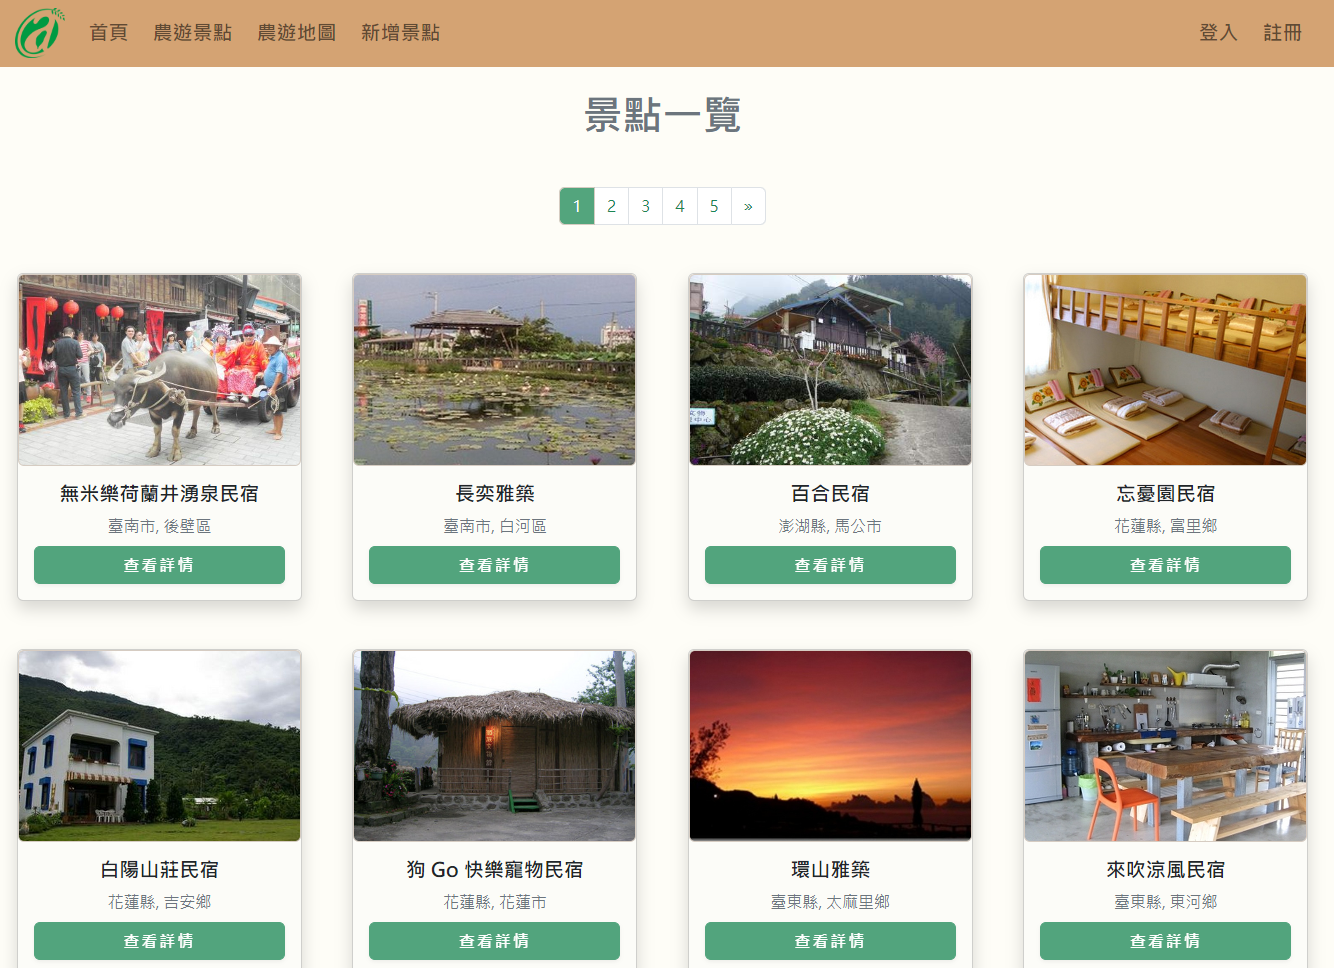 首頁 農遊景點 農遊地圖 新增景點 登入 註冊
景點一覽
1 2 3 4 5 »
無米樂荷蘭井湧泉民宿
臺南市, 後壁區
查看詳情
長奕雅築
臺南市, 白河區
查看詳情
百合民宿
澎湖縣, 馬公市
查看詳情
忘憂園民宿
花蓮縣, 富里鄉
查看詳情
白陽山莊民宿
花蓮縣, 吉安鄉
查看詳情
狗 Go 快樂寵物民宿
花蓮縣, 花蓮市
查看詳情
環山雅築
臺東縣, 太麻里鄉
查看詳情
來吹涼風民宿
臺東縣, 東河鄉
查看詳情